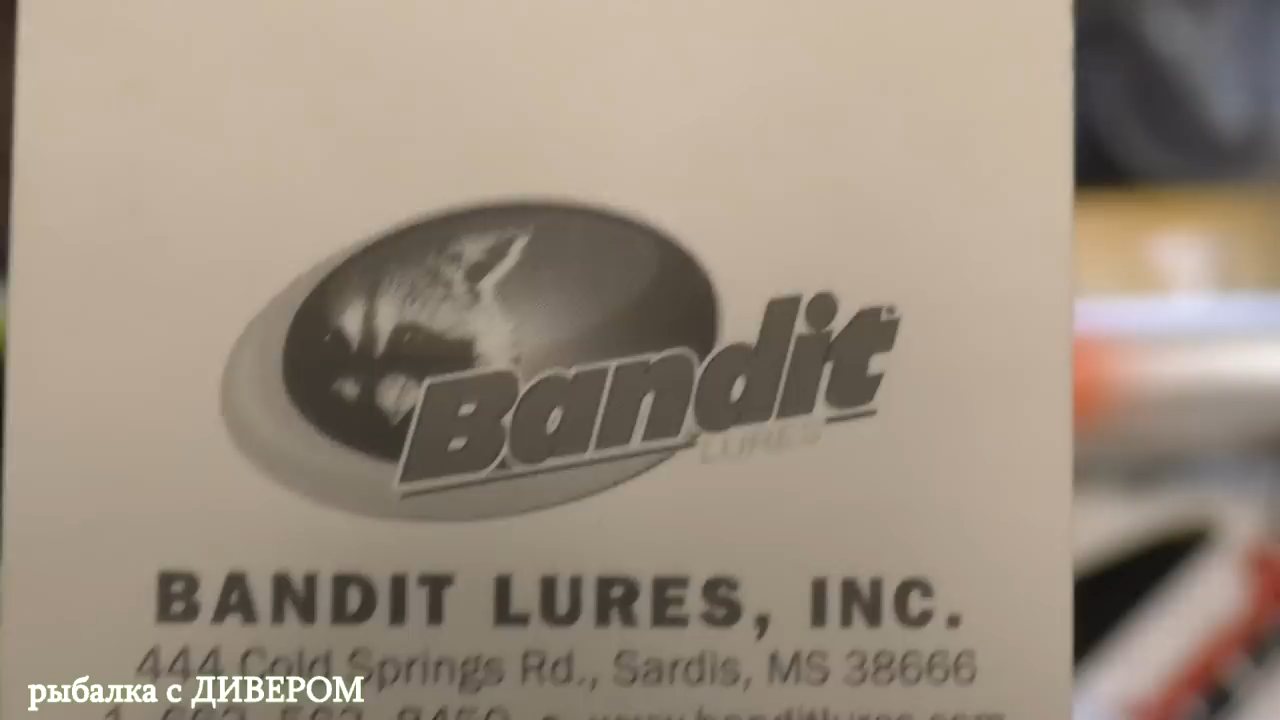 Bandit
LURES
BANDIT LURES, INC.
444 Cold Springs Rd., Sardis, MS 38666
рыбалка с ДИВЕРОМ